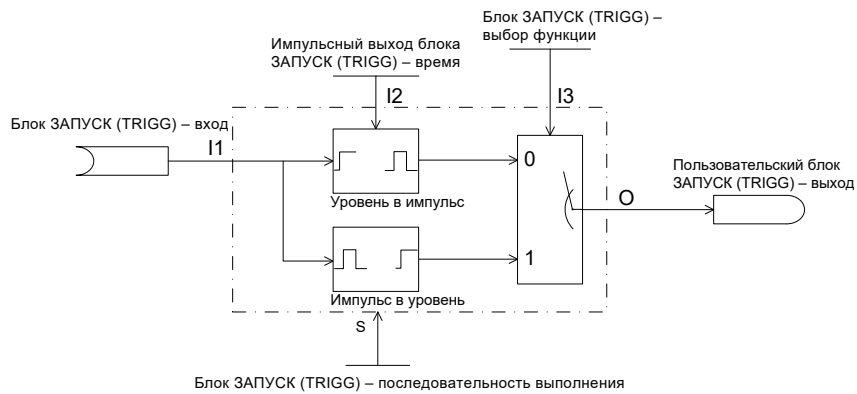 Блок ЗАПУСК (TRIGG) –
выбор функции
Импульсный выход блока
ЗАПУСК (TRIGG) – время
I2
I3
Блок ЗАПУСК (TRIGG) – вход
I1
0
Пользовательский блок
ЗАПУСК (TRIGG) – выход
Уровень в импульс
O
1
Импульс в уровень
S
Блок ЗАПУСК (TRIGG) – последовательность выполнения